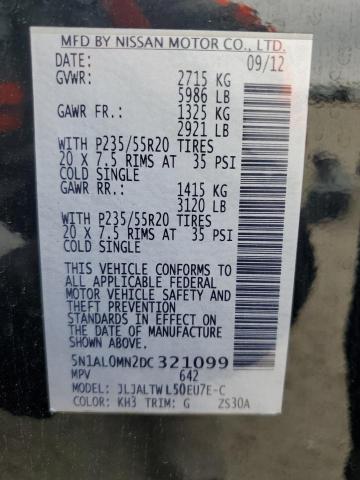 MFD BY NISSAN MOTOR CO., LTD.
DATE: 09/12
GVWR: 2715 KG
5986 LB
GAWR FR.: 1325 KG
2921 LB
WITH P235/55R20 TIRES
20 X 7.5 RIMS AT 35 PSI
COLD SINGLE
GAWR RR.: 1415 KG
3120 LB
WITH P235/55R20 TIRES
20 X 7.5 RIMS AT 35 PSI
COLD SINGLE
THIS VEHICLE CONFORMS TO
ALL APPLICABLE FEDERAL
MOTOR VEHICLE SAFETY AND
THEFT PREVENTION
STANDARDS IN EFFECT ON
THE DATE OF MANUFACTURE
SHOWN ABOVE.
5N1AL0MN2DC 321099
MPV 642
MODEL: JLJALTW L50EU7E-C
COLOR: KH3 TRIM: G ZS30A